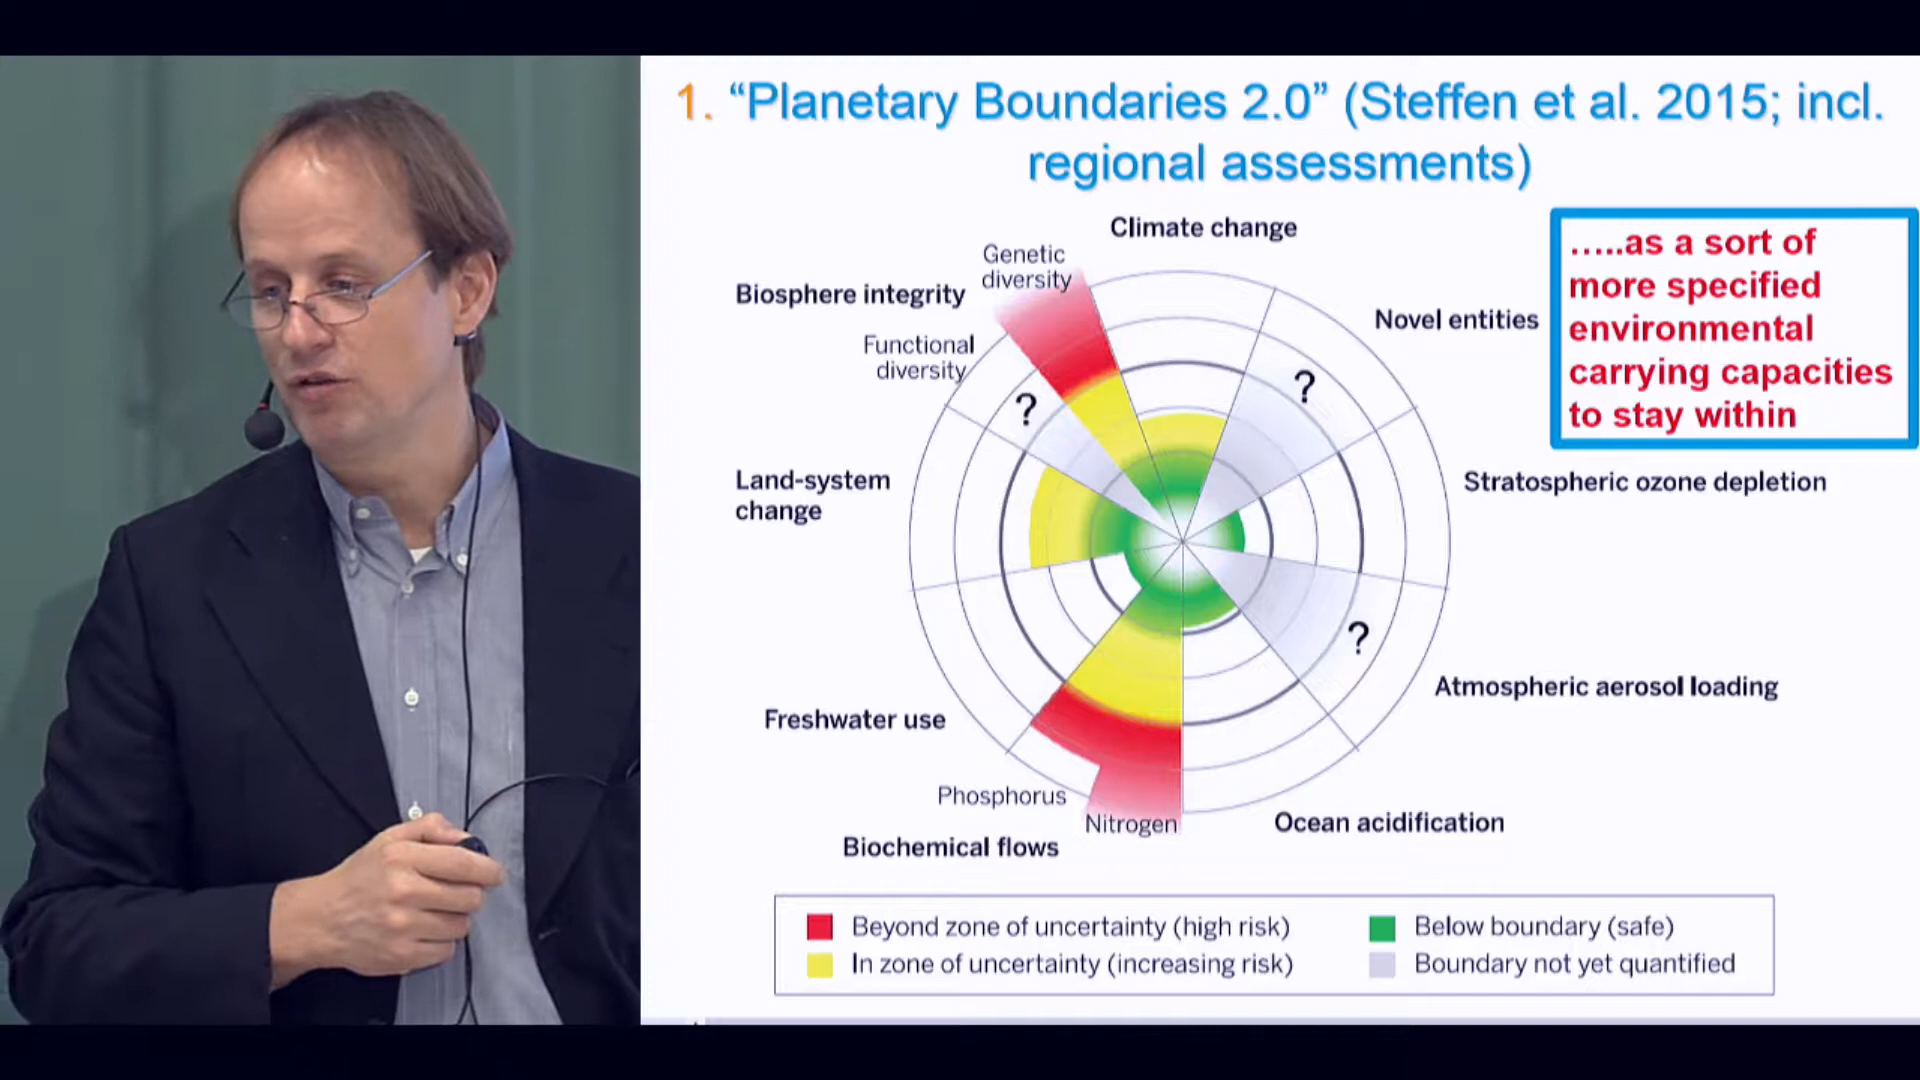 1. “Planetary Boundaries 2.0” (Steffen et al. 2015; incl.
regional assessments)
…..as a sort of
more specified
environmental
carrying capacities
to stay within
Climate change
Genetic
diversity
Biosphere integrity
Functional
diversity
Novel entities
?
?
Land-system
change
Stratospheric ozone depletion
?
Atmospheric aerosol loading
Freshwater use
Phosphorus
Nitrogen
Biochemical flows
Ocean acidification
Beyond zone of uncertainty (high risk)
In zone of uncertainty (increasing risk)
Below boundary (safe)
Boundary not yet quantified